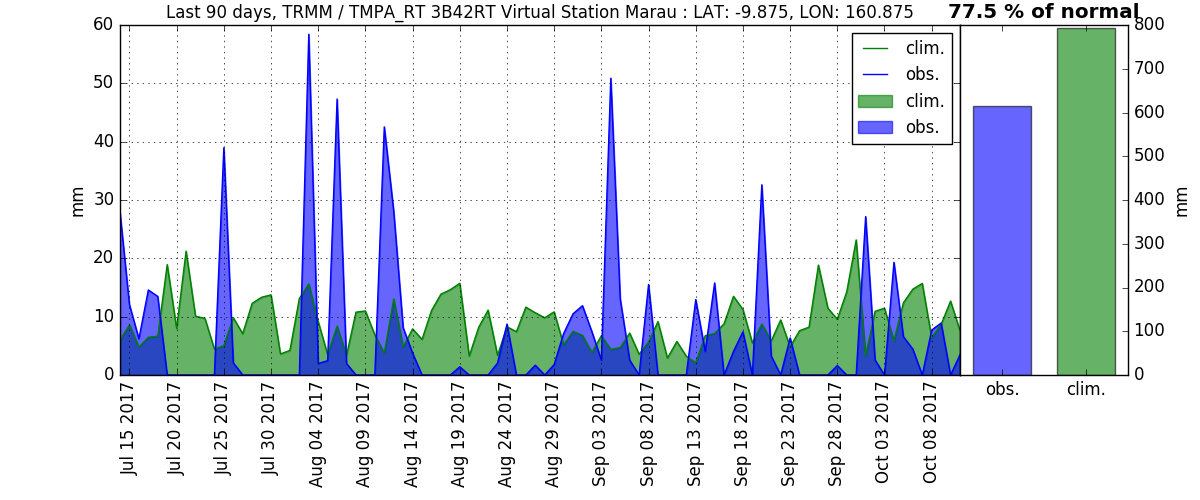 Last 90 days, TRMM / TMPA_RT 3B42RT Virtual Station Marau : LAT: -9.875, LON: 160.875
77.5 % of normal
60
50
40
30
20
10
0
mm
clim.
obs.
clim.
obs.
Jul 15 2017
Jul 20 2017
Jul 25 2017
Jul 30 2017
Aug 04 2017
Aug 09 2017
Aug 14 2017
Aug 19 2017
Aug 24 2017
Aug 29 2017
Sep 03 2017
Sep 08 2017
Sep 13 2017
Sep 18 2017
Sep 23 2017
Sep 28 2017
Oct 03 2017
Oct 08 2017
obs.
clim.
800
700
600
500
400
300
200
100
0
mm